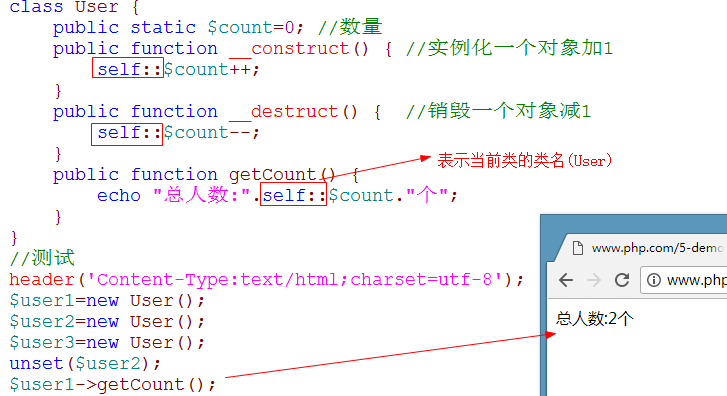 class User {
    public static $count=0; //数量
    public function __construct() { //实例化一个对象加1
        self::$count++;
    }
    public function __destruct() {  //销毁一个对象减1
        self::$count--;
    }
    public function getCount() {
        echo "总人数:".self::$count."个";
    }
}
表示当前类的类名(User)
//测试
header('Content-Type:text/html;charset=utf-8');
$user1=new User();
$user2=new User();
$user3=new User();
unset($user2);
$user1->getCount();
www.php.com/5-demo
www.php
总人数:2个